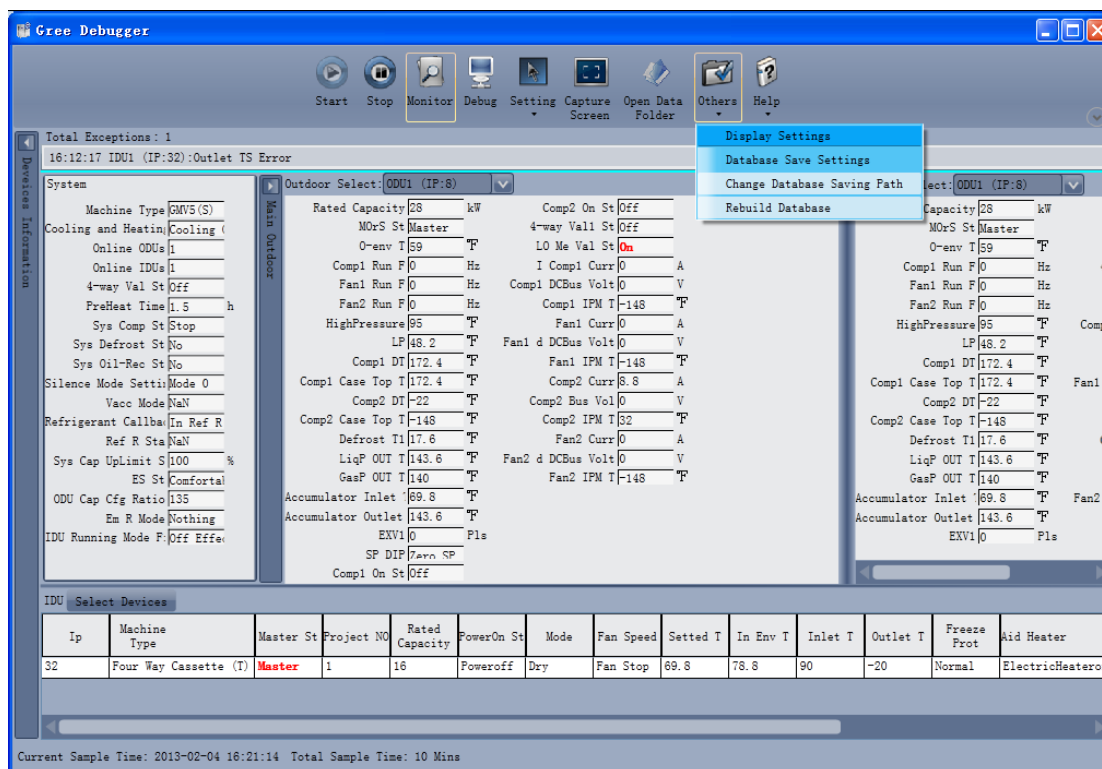 Gree Debugger
Start Stop Monitor Debug Setting Capture Screen Open Data Folder Others Help
Total Exceptions: 1
16:12:17 IDU1 (IP:32):Outlet TS Error
Display Settings
Database Save Settings
Change Database Saving Path
Rebuild Database
Deveices Information
System
Machine Type GMV5(S)
Cooling and Heatin Cooling (
Online ODUs 1
Online IDUs 1
4-way Val St Off
PreHeat Time 1.5 h
Sys Comp St Stop
Sys Defrost St No
Sys Oil-Rec St No
Silence Mode Setti Mode 0
Vacc Mode NaN
Refrigerant Callba In Ref R
Ref R Sta NaN
Sys Cap UpLimit S 100 %
ES St Comfortal
ODU Cap Cfg Ratio 135
Em R Mode Nothing
IDU Running Mode F: Off Effe
Main Outdoor
Outdoor Select: ODU1 (IP:8)
Rated Capacity 28 kW Comp2 On St Off
MOrS St Master 4-way Val1 St Off
O-env T 59 ℉ LO Me Val St On
Comp1 Run F 0 Hz I Comp1 Curr 0 A
Fan1 Run F 0 Hz Comp1 DCBus Volt 0 V
Fan2 Run F 0 Hz Comp1 IPM T -148 ℉
HighPressure 95 ℉ Fan1 Curr 0 A
LP 48.2 ℉ Fan1 d DCBus Volt 0 V
Comp1 DT 172.4 ℉ Fan1 IPM T -148 ℉
Comp1 Case Top T 172.4 ℉ Comp2 Curr 8.8 A
Comp2 DT -22 ℉ Comp2 Bus Vol 0 V
Comp2 Case Top T -148 ℉ Comp2 IPM T 32 ℉
Defrost T1 17.6 ℉ Fan2 Curr 0 A
LiqP OUT T 143.6 ℉ Fan2 d DCBus Volt 0 V
GasP OUT T 140 ℉ Fan2 IPM T -148 ℉
Accumulator Inlet 69.8 ℉
Accumulator Outlet 143.6 ℉
EXV1 0 Pls
SP DIP Zero SP
Comp1 On St Off
lect: ODU1 (IP:8)
Capacity 28 kW
MOrS St Master
O-env T 59 ℉
Comp1 Run F 0 Hz
Fan1 Run F 0 Hz
Fan2 Run F 0 Hz
HighPressure 95 ℉ Com
LP 48.2 ℉
Comp1 DT 172.4 ℉
Comp1 Case Top T 172.4 ℉ Fan1
Comp2 DT -22 ℉
Comp2 Case Top T -148 ℉
Defrost T1 17.6 ℉
LiqP OUT T 143.6 ℉
GasP OUT T 140 ℉
Accumulator Inlet 69.8 ℉ Fan2
Accumulator Outlet 143.6 ℉
EXV1 0 Pls
IDU Select Devices
Ip Machine Type Master St Project NO Rated Capacity PowerOn St Mode Fan Speed Setted T In Env T Inlet T Outlet T Freeze Prot Aid Heater
32 Four Way Cassette (T) Master 1 16 Poweroff Dry Fan Stop 69.8 78.8 90 -20 Normal ElectricHeatero
Current Sample Time: 2013-02-04 16:21:14 Total Sample Time: 10 Mins